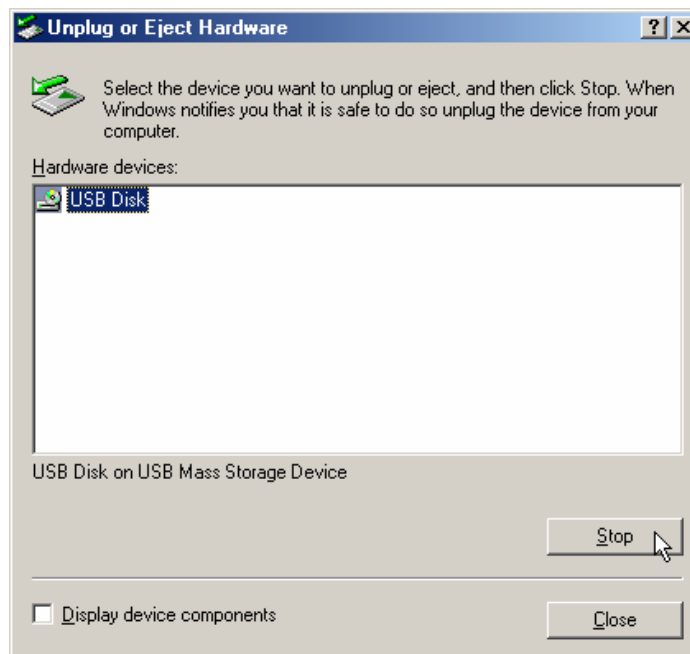 Unplug or Eject Hardware
Select the device you want to unplug or eject, and then click Stop. When
Windows notifies you that it is safe to do so unplug the device from your
computer.
Hardware devices:
USB Disk
USB Disk on USB Mass Storage Device
Stop
Display device components
Close